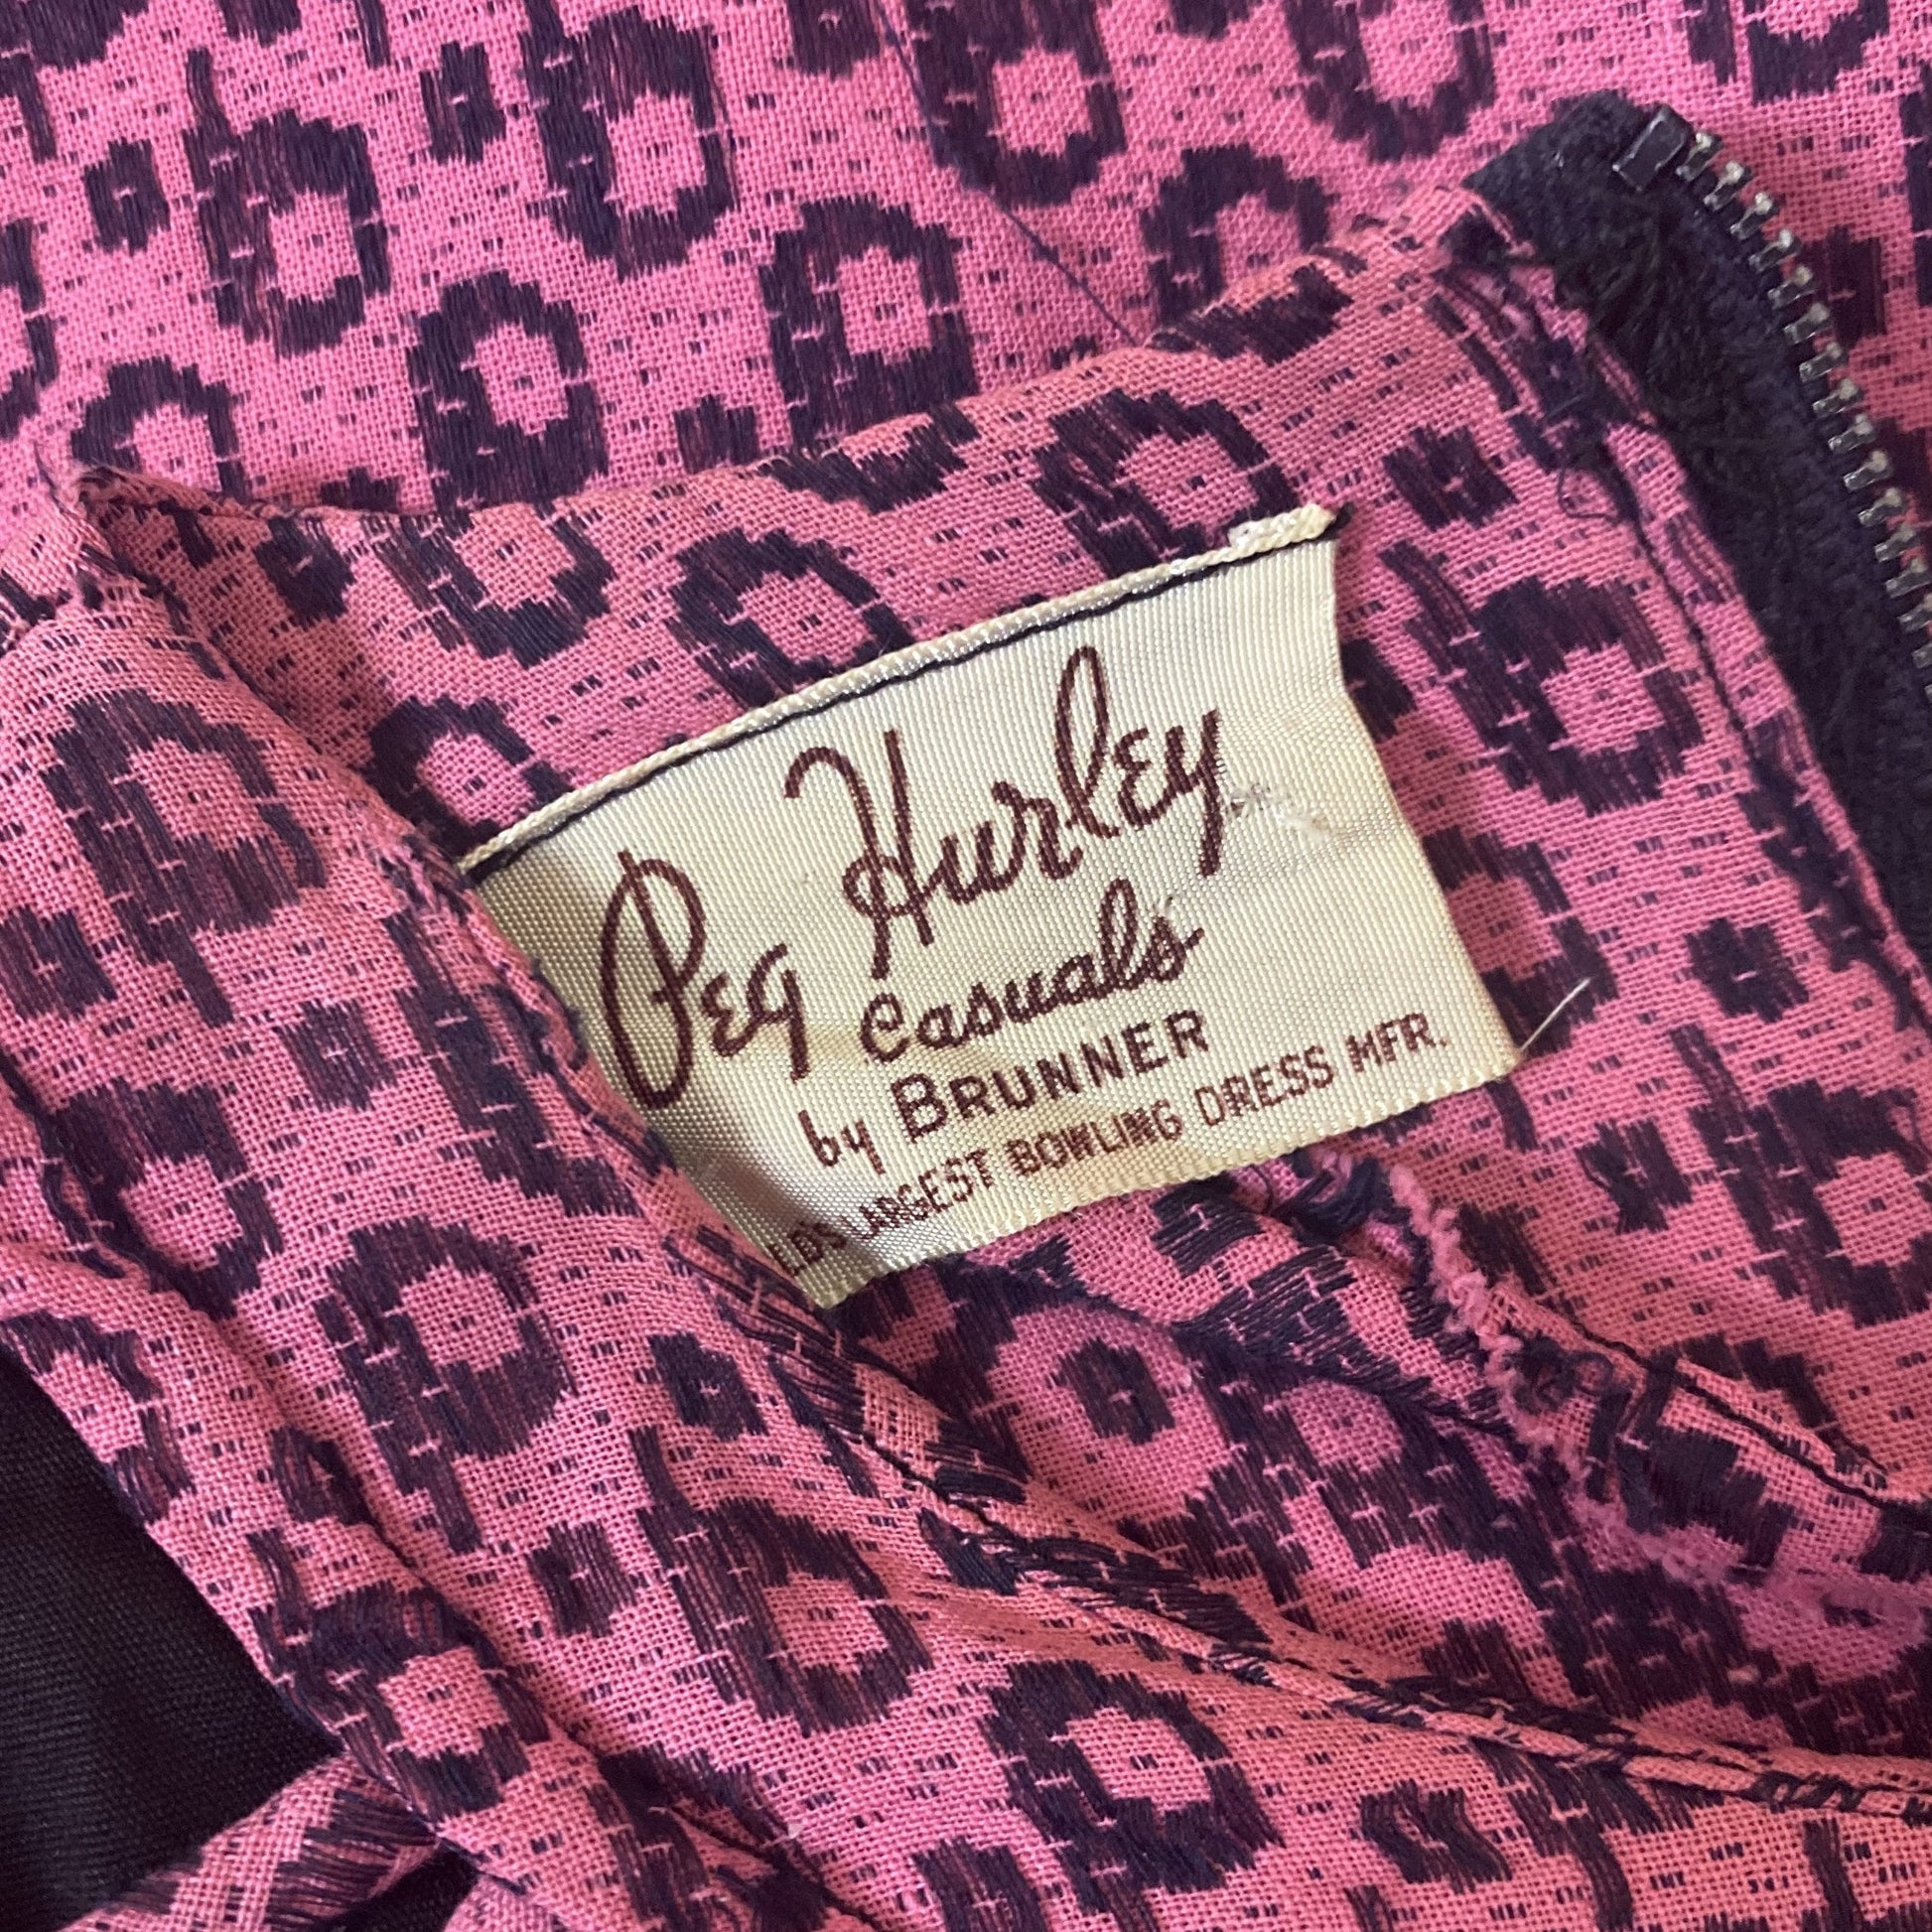 Peg Hurley
Casuals
by BRUNNER
LARGEST BOWLING DRESS MFR.